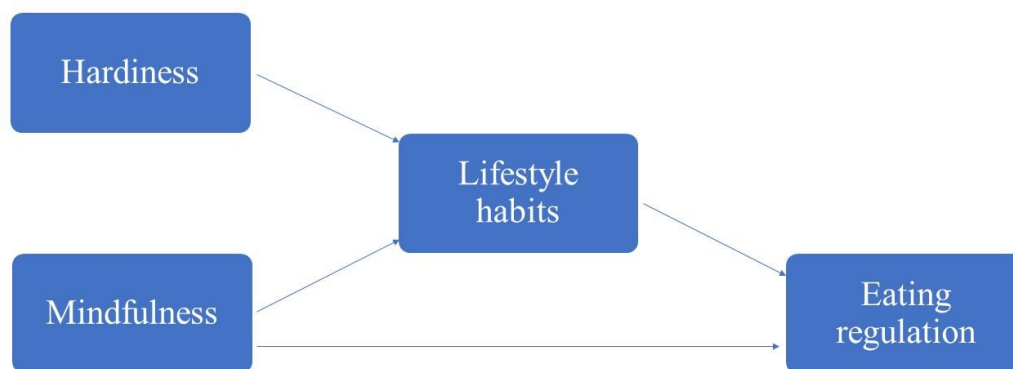 Hardiness
Lifestyle
habits
Mindfulness
Eating
regulation